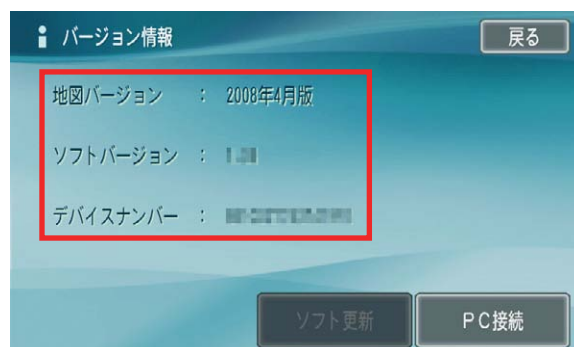 バージョン情報
戻る
地図バージョン : 2008年4月版
ソフトバージョン :
デバイスナンバー :
ソフト更新
PC接続